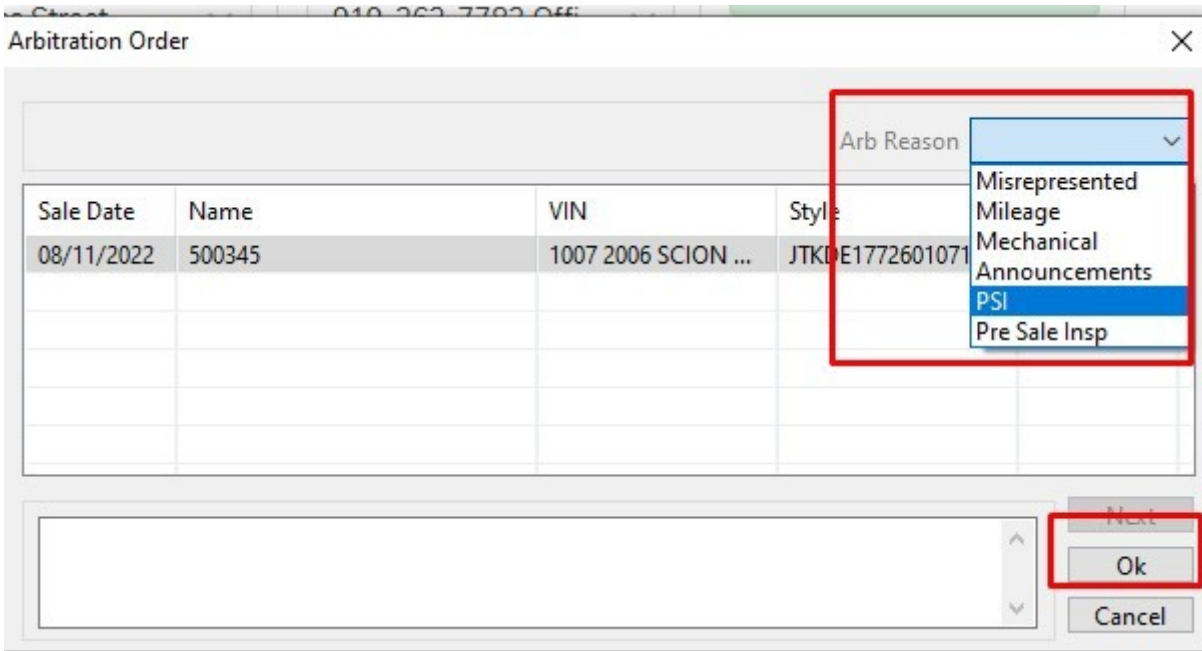 Arbitration Order
Arb Reason
Misrepresented
Mileage
Mechanical
Announcements
PSI
Pre Sale Insp
Sale Date Name VIN Style
08/11/2022 500345 1007 2006 SCION ... JTKDE1772601071
Next
Ok
Cancel